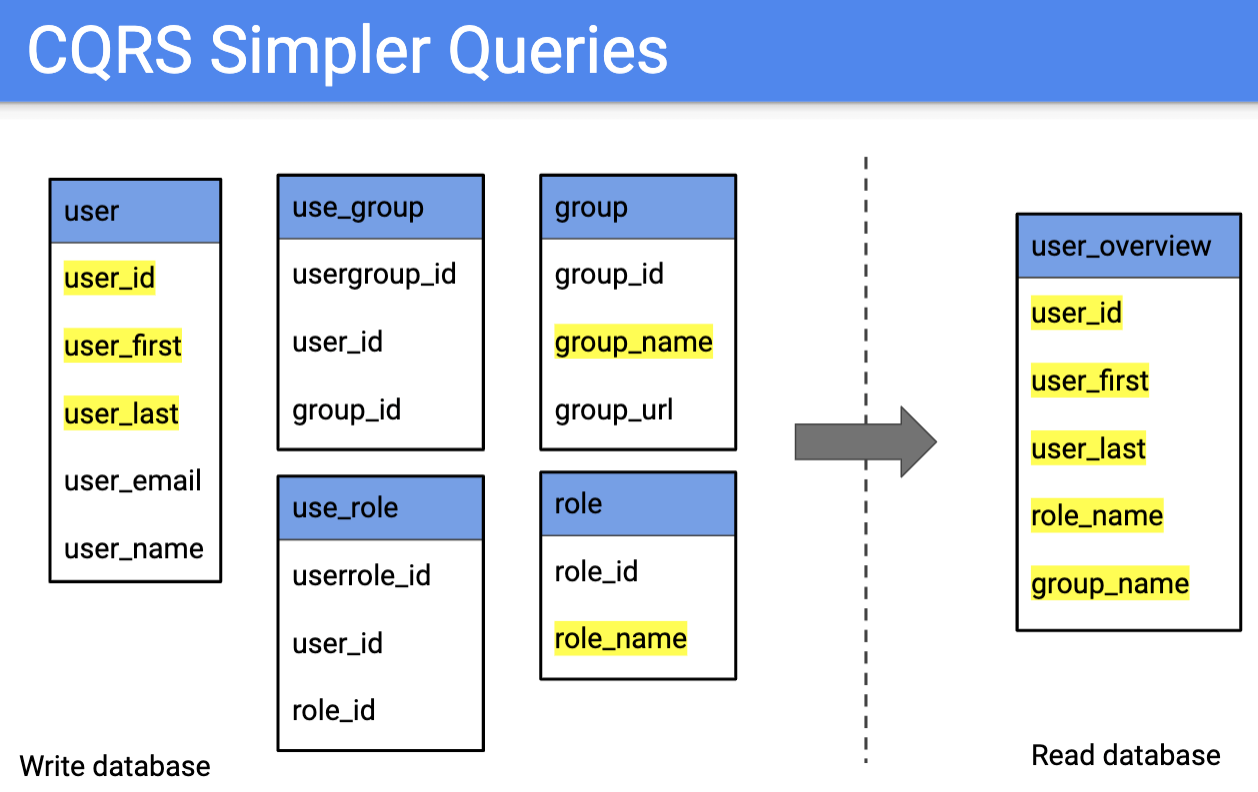 CQRS Simpler Queries
user
user_id
user_first
user_last
user_email
user_name
use_group
usergroup_id
user_id
group_id
group
group_id
group_name
group_url
use_role
userrole_id
user_id
role_id
role
role_id
role_name
Write database
user_overview
user_id
user_first
user_last
role_name
group_name
Read database